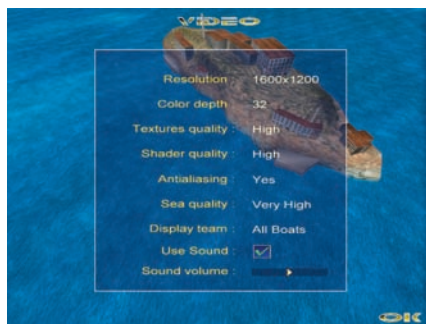 VIDEO
Resolution : 1600x1200
Color depth 32
Textures quality : High
Shader quality : High
Antialiasing : Yes
Sea quality : Very High
Display team : All Boats
Use Sound :
Sound volume :
OK